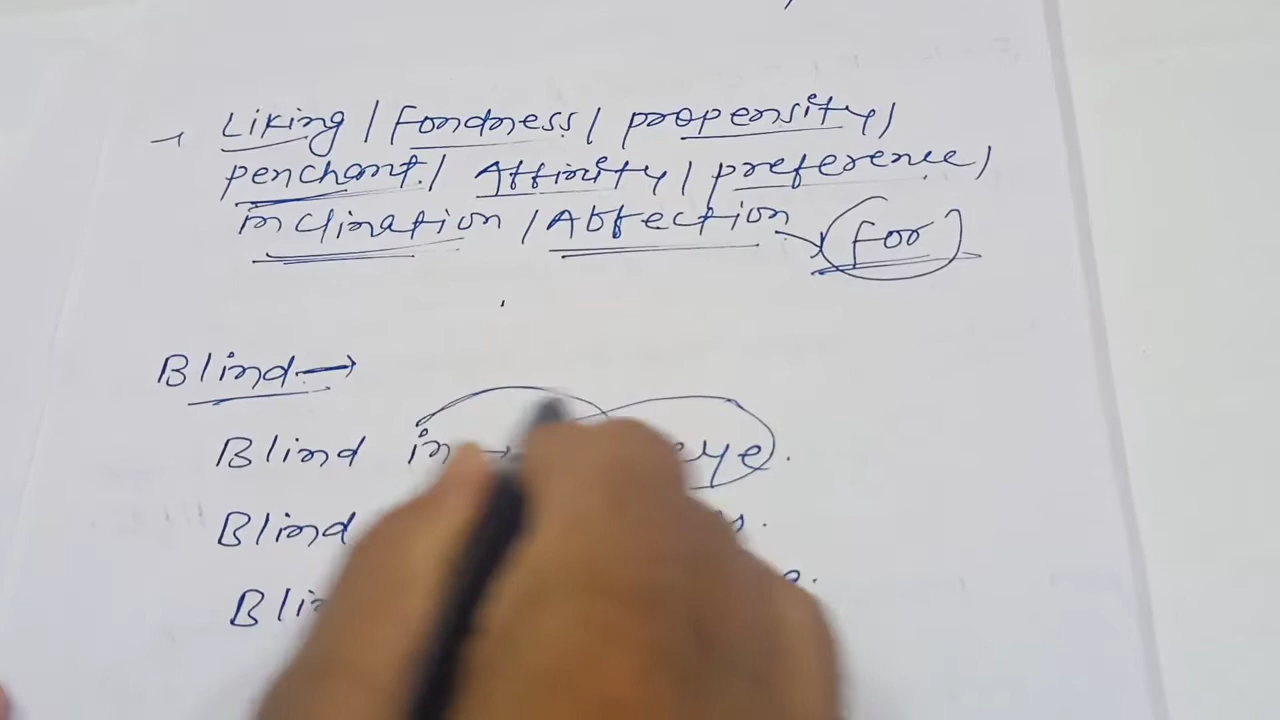 Liking / Fondness / propensity /
penchant / Affinity / preference /
inclination / Affection → for
Blind →
Blind in → eye.
Blind